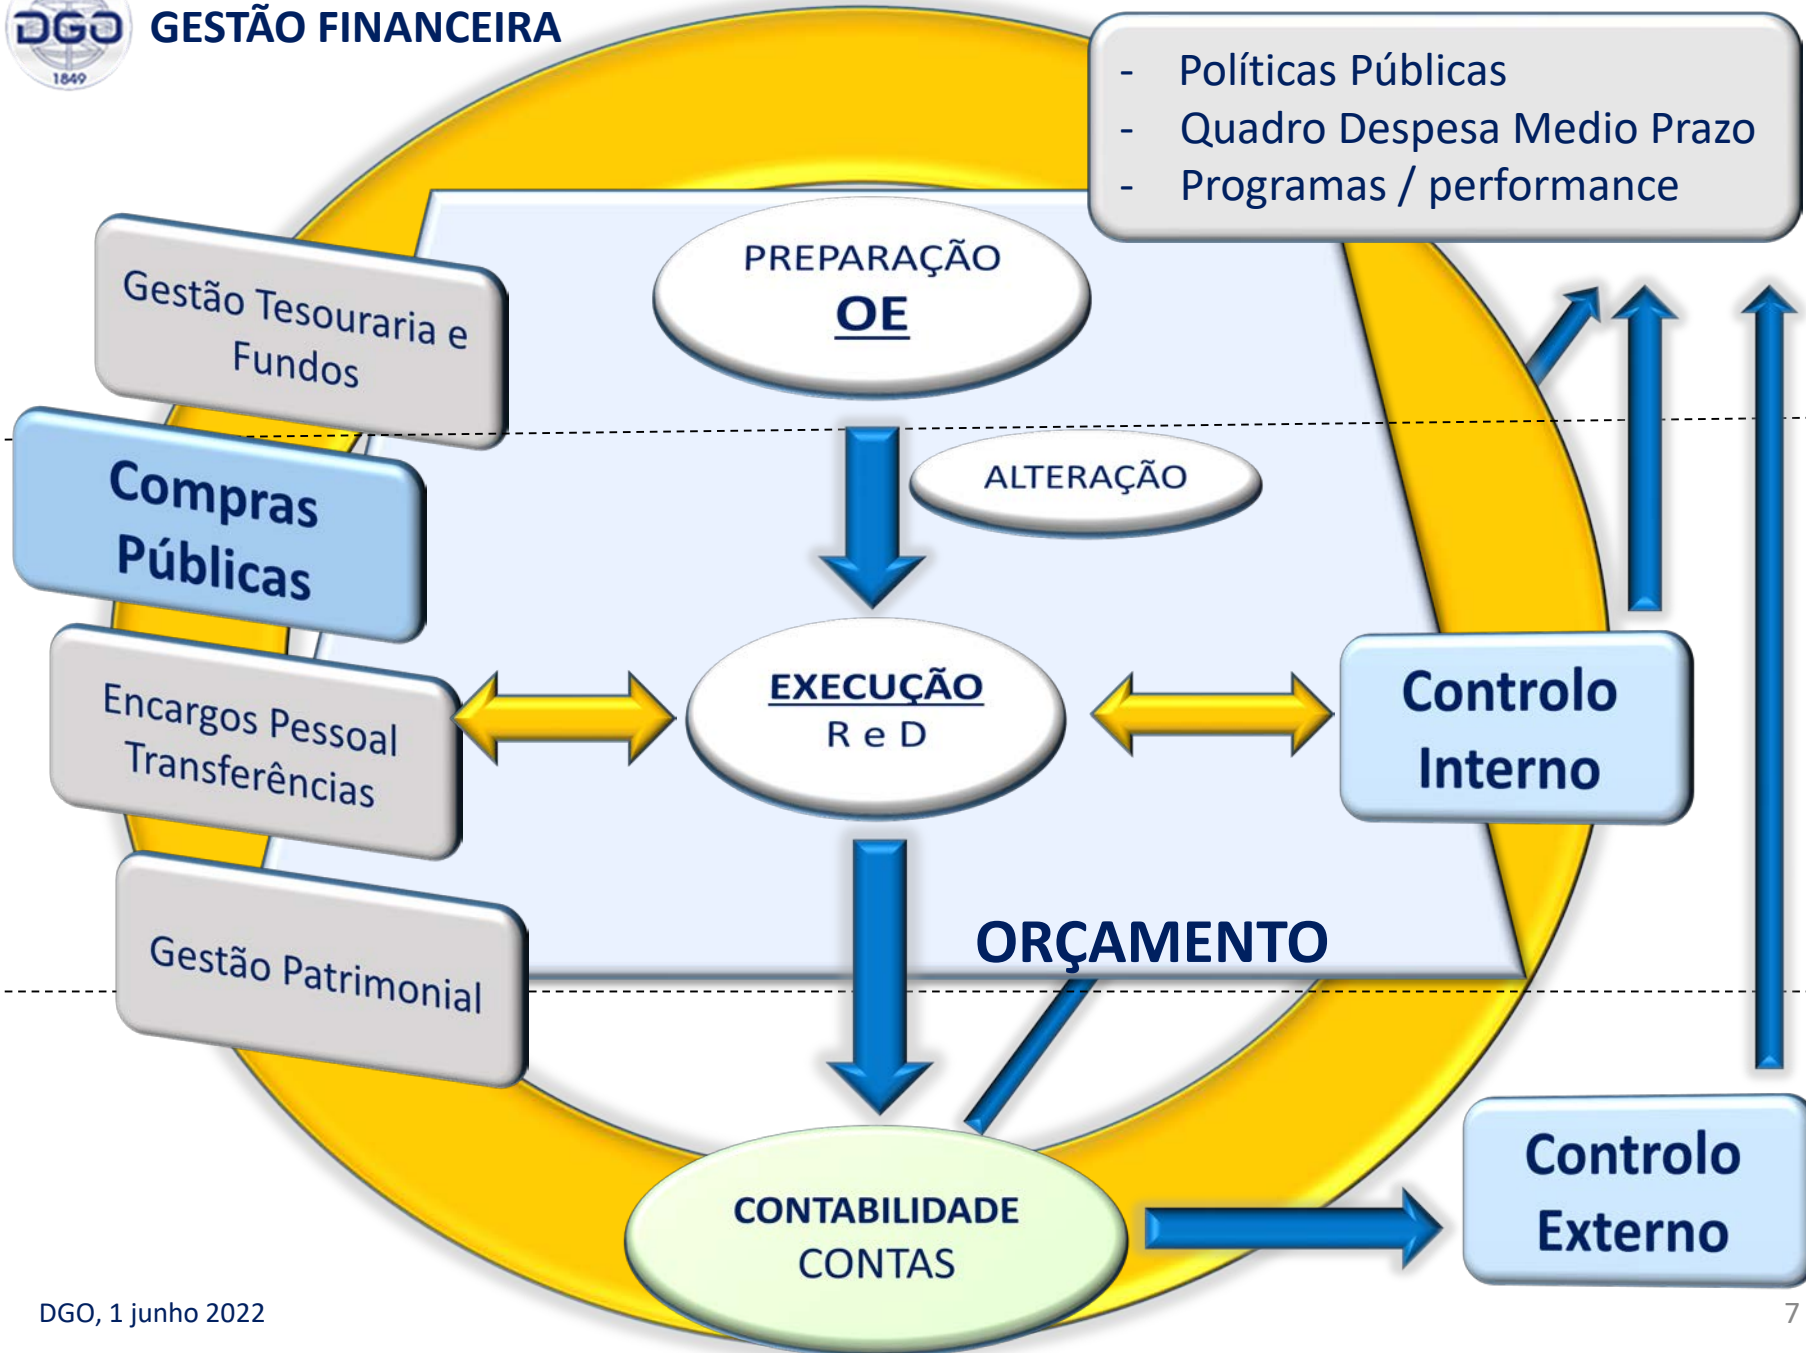 DGO
1849
GESTÃO FINANCEIRA
- Políticas Públicas
- Quadro Despesa Medio Prazo
- Programas / performance
PREPARAÇÃO
OE
Gestão Tesouraria e
Fundos
ALTERAÇÃO
Compras
Públicas
EXECUÇÃO
R e D
Encargos Pessoal
Transferências
Controlo
Interno
Gestão Patrimonial
ORÇAMENTO
CONTABILIDADE
CONTAS
Controlo
Externo
DGO, 1 junho 2022
7